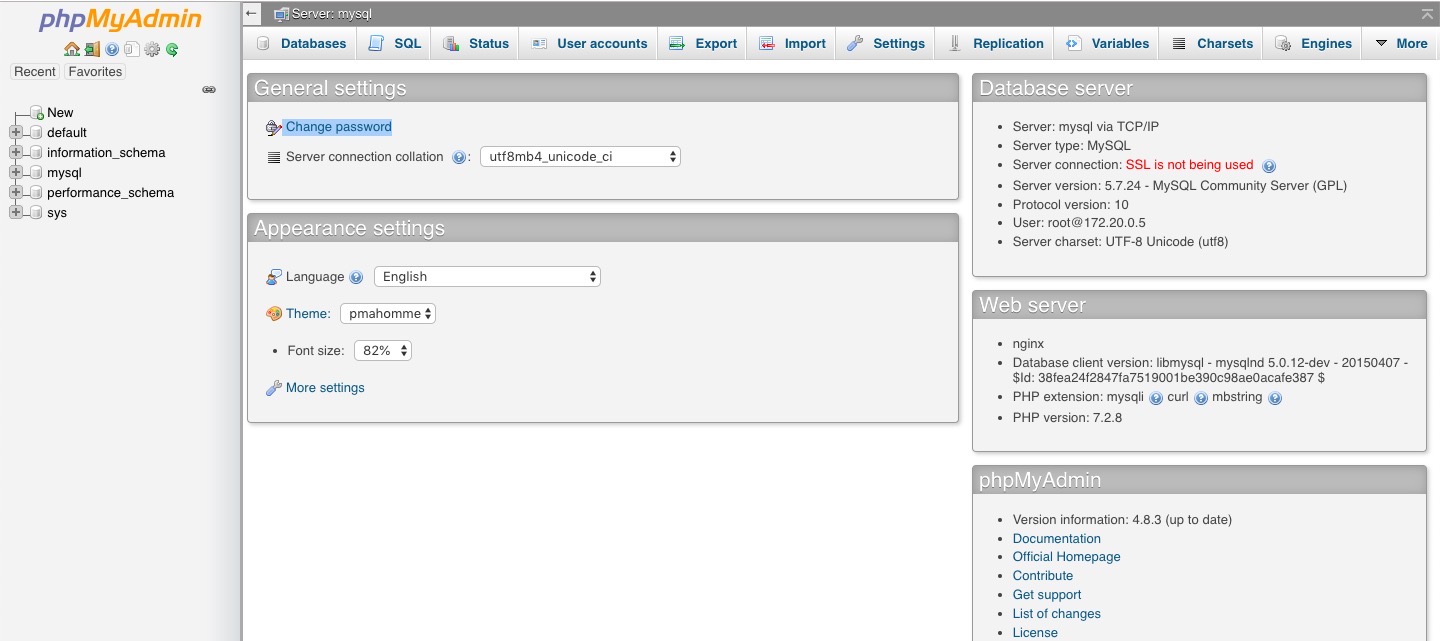 phpMyAdmin
Recent Favorites
New
default
information_schema
mysql
performance_schema
sys
Server: mysql
Databases SQL Status User accounts Export Import Settings Replication Variables Charsets Engines More
General settings
Change password
Server connection collation : utf8mb4_unicode_ci
Appearance settings
Language English
Theme: pmahomme
Font size: 82%
More settings
Database server
Server: mysql via TCP/IP
Server type: MySQL
Server connection: SSL is not being used
Server version: 5.7.24 - MySQL Community Server (GPL)
Protocol version: 10
User: root@172.20.0.5
Server charset: UTF-8 Unicode (utf8)
Web server
nginx
Database client version: libmysql - mysqlnd 5.0.12-dev - 20150407 -
$Id: 38fea24f2847fa7519001be390c98ae0acafe387 $
PHP extension: mysqli curl mbstring
PHP version: 7.2.8
phpMyAdmin
Version information: 4.8.3 (up to date)
Documentation
Official Homepage
Contribute
Get support
List of changes
License